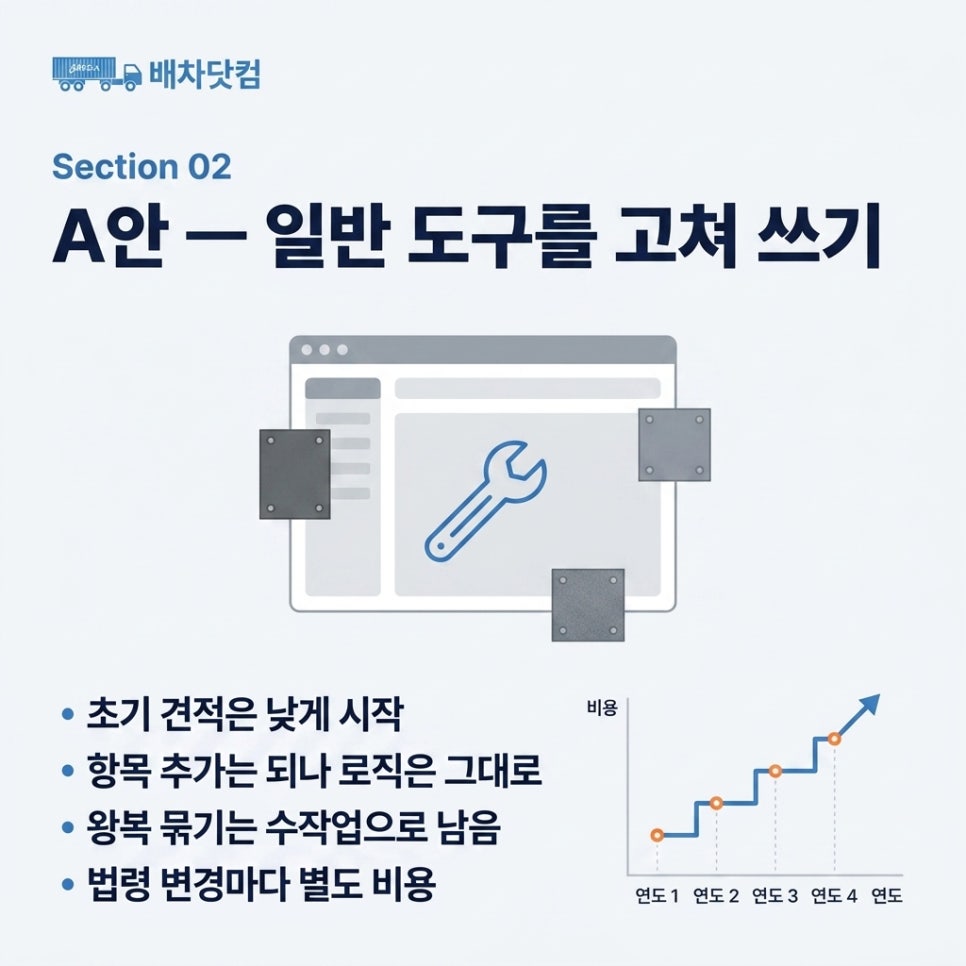 배차닷컴
Section 02
A안 — 일반 도구를 고쳐 쓰기
• 초기 견적은 낮게 시작
• 항목 추가는 되나 로직은 그대로
• 왕복 묶기는 수작업으로 남음
• 법령 변경마다 별도 비용
비용
연도 1 연도 2 연도 3 연도 4 연도